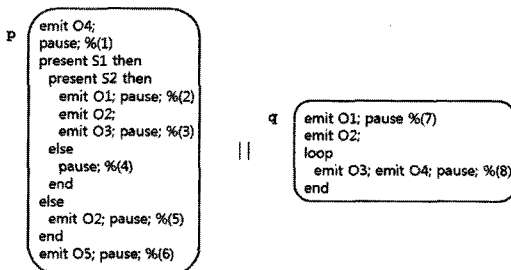 p
emit O4;
pause; %(1)
present S1 then
present S2 then
emit O1; pause; %(2)
emit O2;
emit O3; pause; %(3)
else
pause; %(4)
end
else
emit O2; pause; %(5)
end
emit O5; pause; %(6)
||
q
emit O1; pause %(7)
emit O2;
loop
emit O3; emit O4; pause; %(8)
end